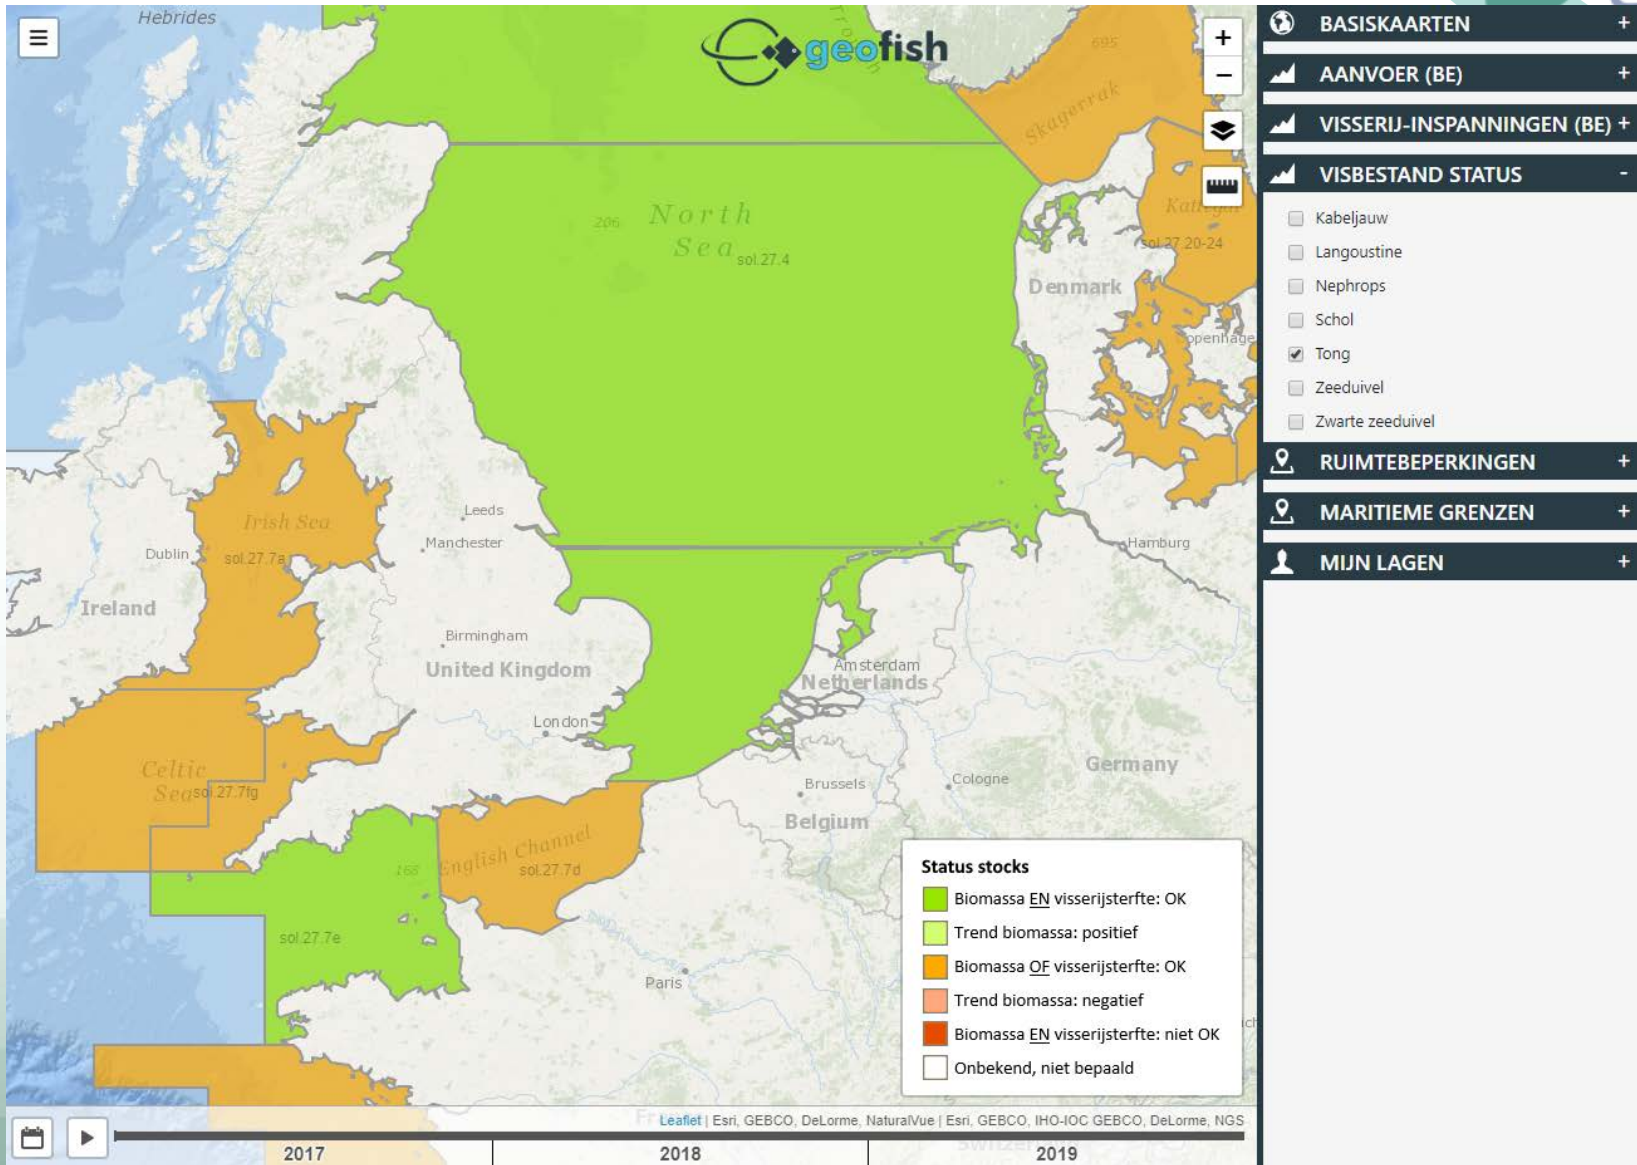 Hebrides
geofish
695
Skagerrak
North
Sea
206
sol.27.4
Kattegat
sol.27.20-24
Denmark
Copenhage
Irish Sea
sol.27.7a
Dublin
Ireland
Leeds
Manchester
Hamburg
Birmingham
United Kingdom
Amsterdam
Netherlands
London
Celtic
Sea
sol.27.7fg
Brussels
Belgium
Cologne
Germany
168
English Channel
sol.27.7d
sol.27.7e
Paris
Status stocks
Biomassa EN visserijsterfte: OK
Trend biomassa: positief
Biomassa OF visserijsterfte: OK
Trend biomassa: negatief
Biomassa EN visserijsterfte: niet OK
Onbekend, niet bepaald
Leaflet | Esri, GEBCO, DeLorme, NaturalVue | Esri, GEBCO, IHO-IOC GEBCO, DeLorme, NGS
Switzerland
2017 2018 2019
+
−
BASISKAARTEN +
AANVOER (BE) +
VISSERIJ-INSPANNINGEN (BE) +
VISBESTAND STATUS -
Kabeljauw
Langoustine
Nephrops
Schol
Tong
Zeeduivel
Zwarte zeeduivel
RUIMTEBEPERKINGEN +
MARITIEME GRENZEN +
MIJN LAGEN +